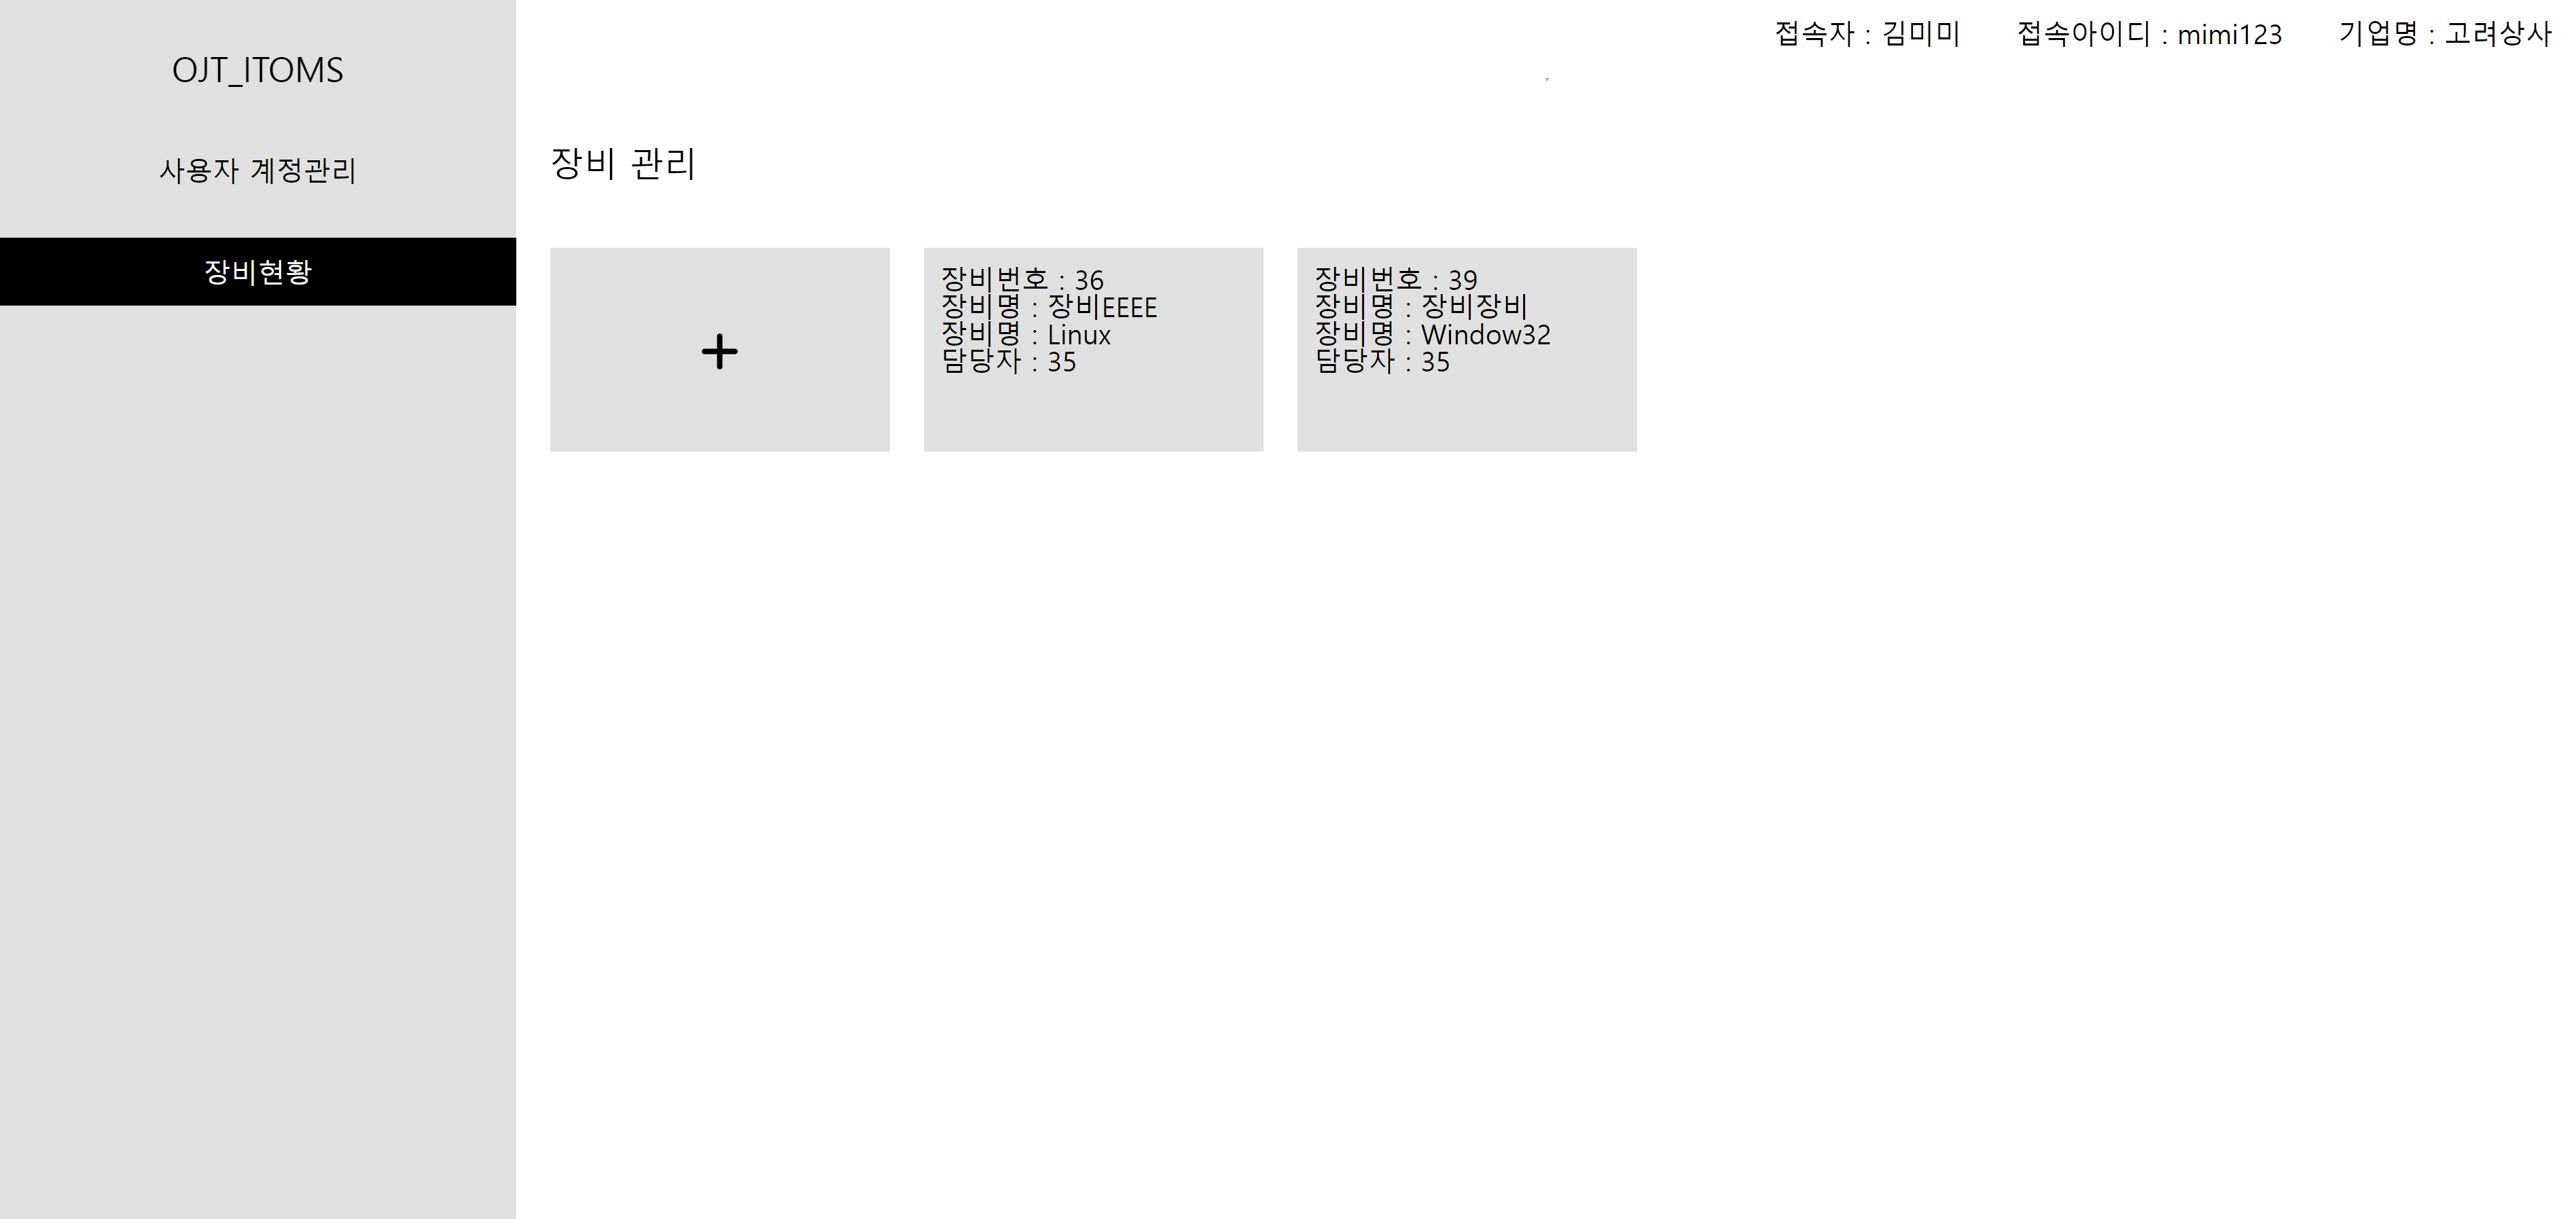 OJT_ITOMS
사용자 계정관리
장비현황
접속자 : 김미미 접속아이디 : mimi123 기업명 : 고려상사
장비 관리
+
장비번호 : 36
장비명 : 장비EEEE
장비명 : Linux
담당자 : 35
장비번호 : 39
장비명 : 장비장비
장비명 : Window32
담당자 : 35